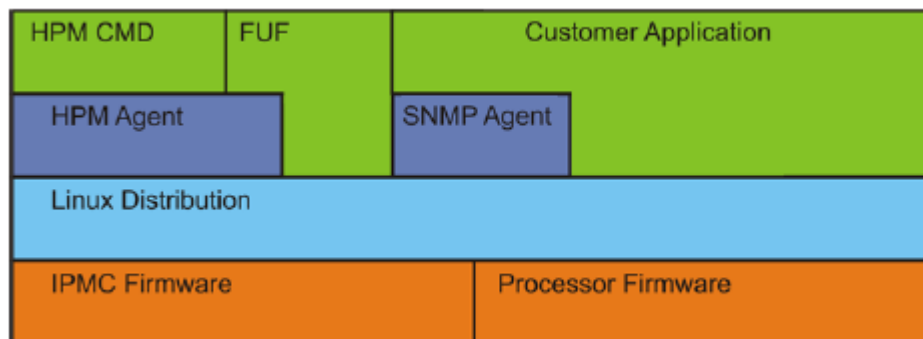 HPM CMD
FUF
Customer Application
HPM Agent
SNMP Agent
Linux Distribution
IPMC Firmware
Processor Firmware